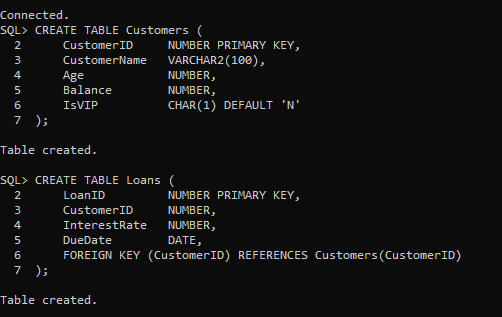 Connected.
SQL> CREATE TABLE Customers (
  2      CustomerID     NUMBER PRIMARY KEY,
  3      CustomerName   VARCHAR2(100),
  4      Age            NUMBER,
  5      Balance        NUMBER,
  6      IsVIP          CHAR(1) DEFAULT 'N'
  7  );
Table created.
SQL> CREATE TABLE Loans (
  2      LoanID         NUMBER PRIMARY KEY,
  3      CustomerID     NUMBER,
  4      InterestRate   NUMBER,
  5      DueDate        DATE,
  6      FOREIGN KEY (CustomerID) REFERENCES Customers(CustomerID)
  7  );
Table created.